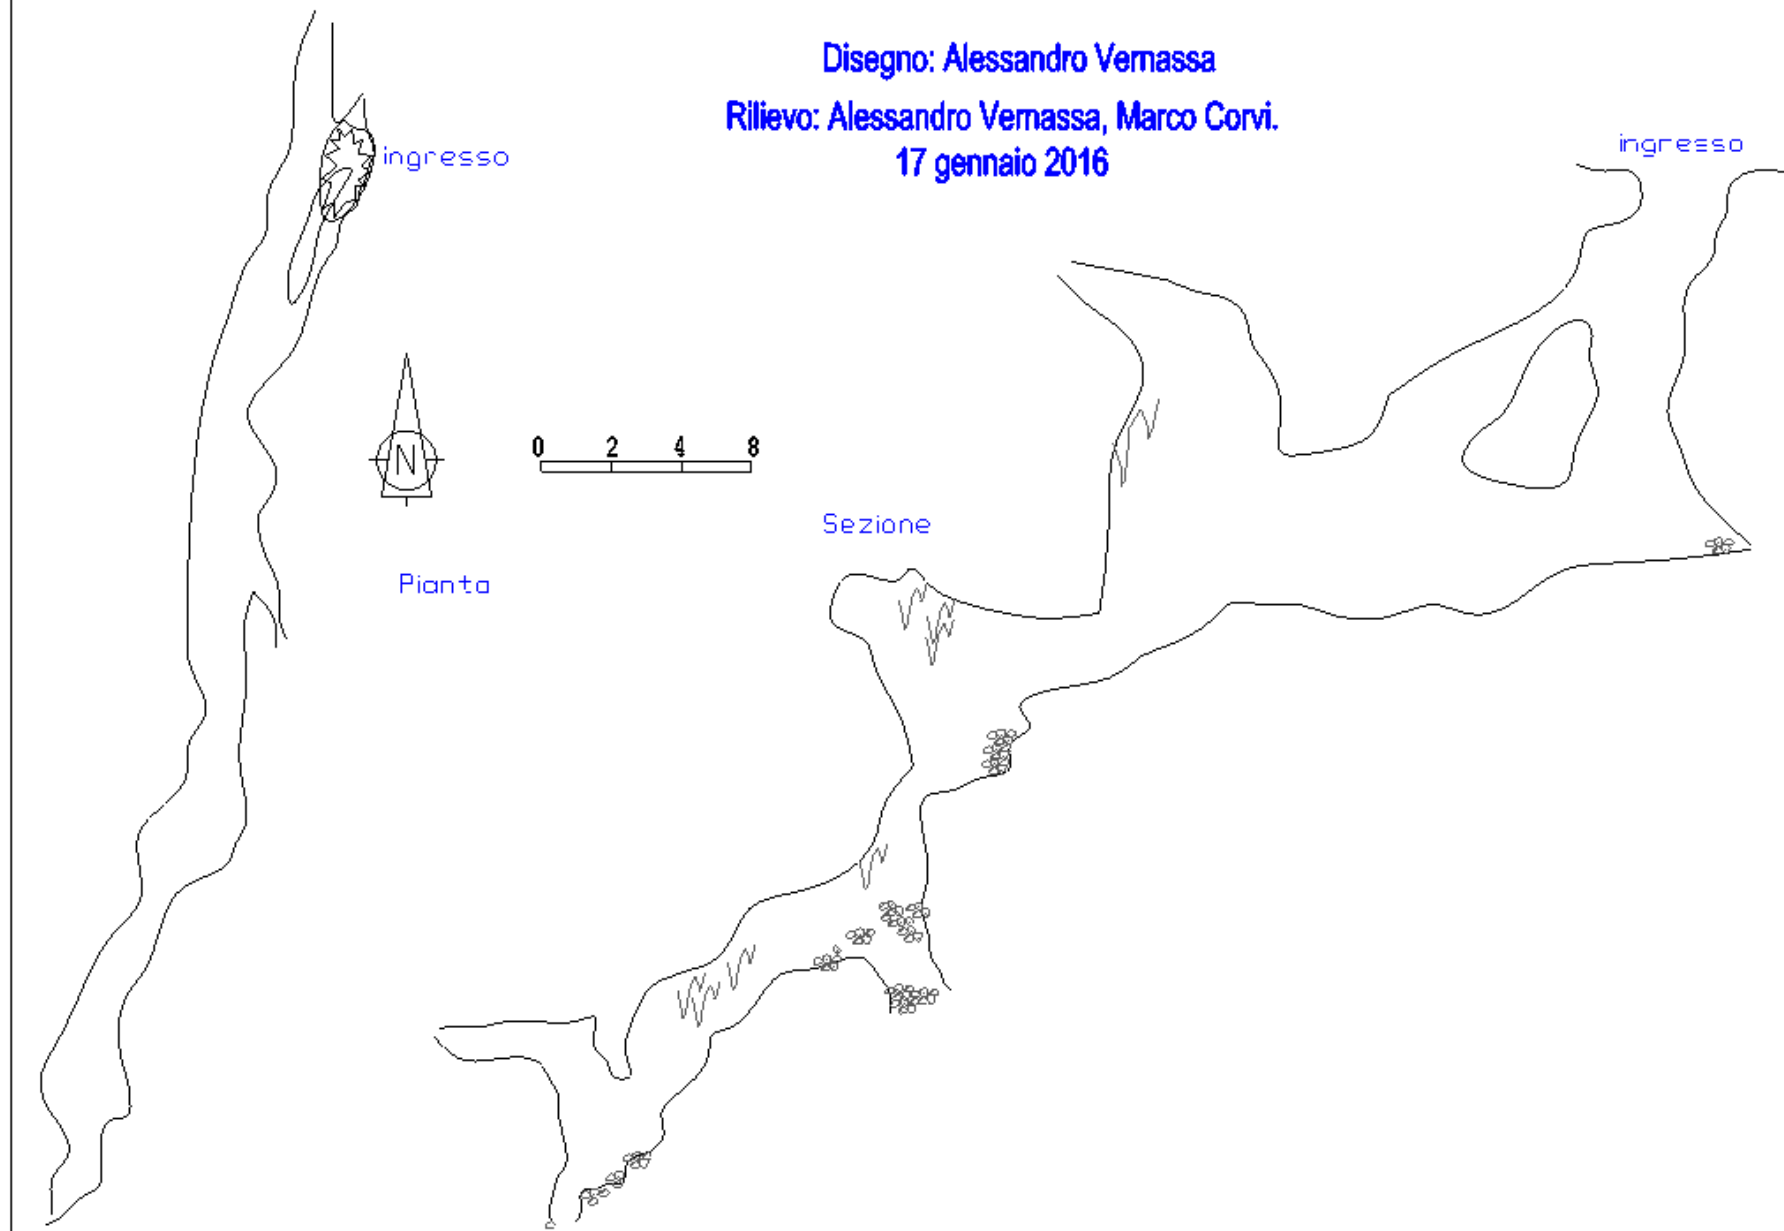 Disegno: Alessandro Vernassa
Rilievo: Alessandro Vernassa, Marco Corvi.
17 gennaio 2016
ingresso
ingresso
N
0 2 4 8
Sezione
Pianta